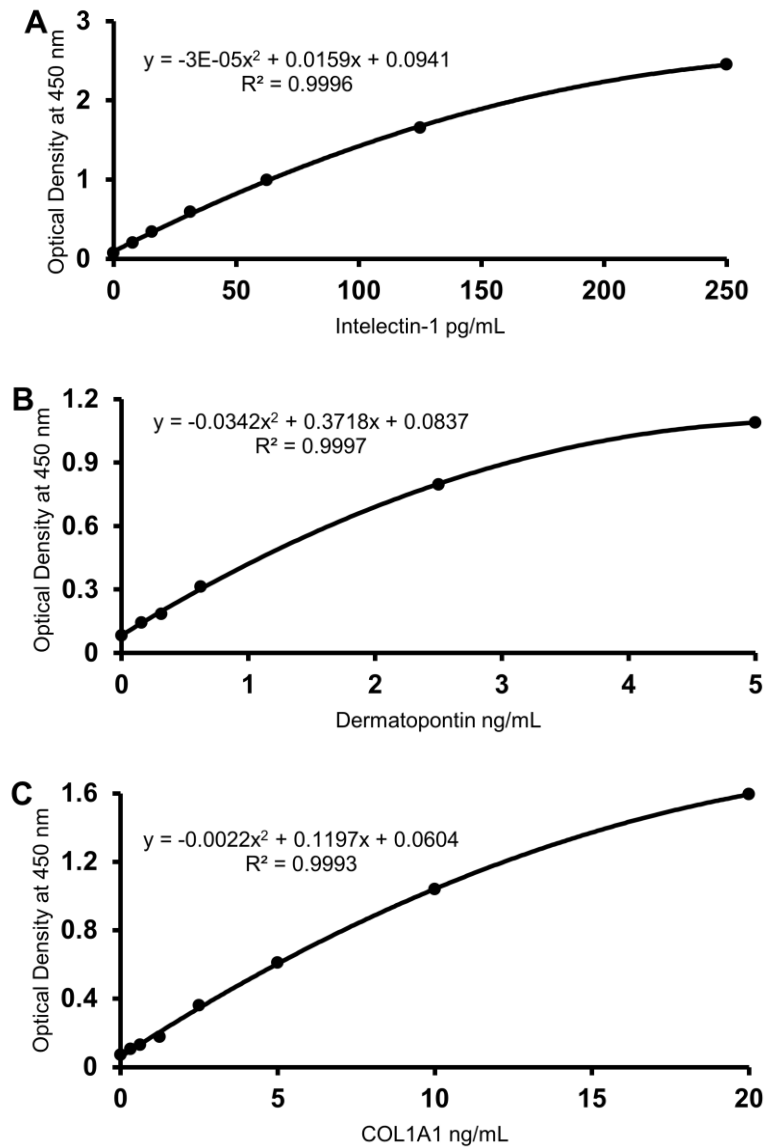 A
3
y = -3E-05x² + 0.0159x + 0.0941
R² = 0.9996
2
1
0
Optical Density at 450 nm
0 50 100 150 200 250
Intelectin-1 pg/mL
B
1.2
y = -0.0342x² + 0.3718x + 0.0837
R² = 0.9997
0.9
0.6
0.3
0
Optical Density at 450 nm
0 1 2 3 4 5
Dermatopontin ng/mL
C
1.6
y = -0.0022x² + 0.1197x + 0.0604
R² = 0.9993
1.2
0.8
0.4
0
Optical Density at 450 nm
0 5 10 15 20
COL1A1 ng/mL